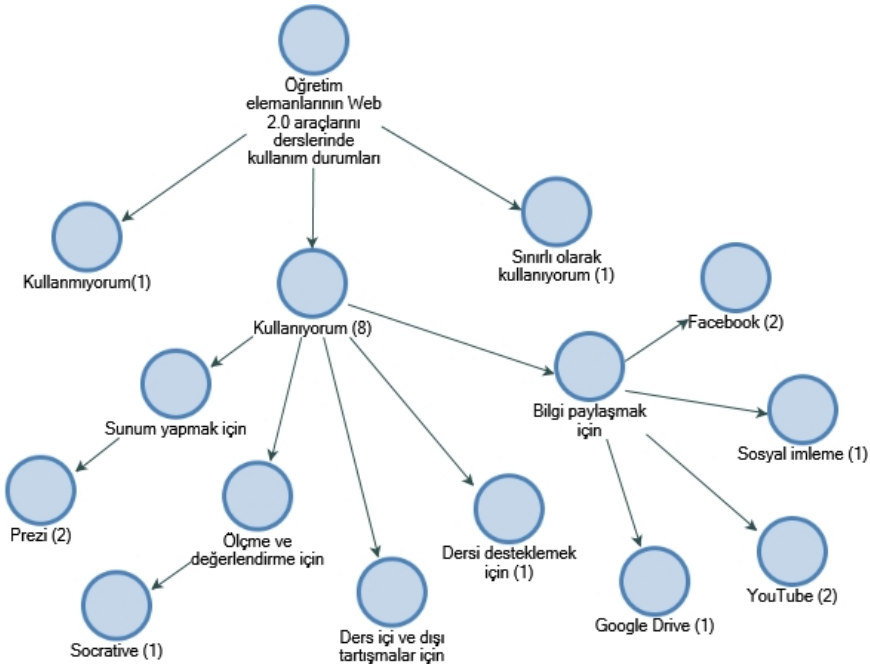 Öğretim
elemanlarının Web
2.0 araçlarını
derslerinde
kullanım durumları
Kullanmıyorum(1)
Sınırlı olarak
kullanıyorum (1)
Kullanıyorum (8)
Facebook (2)
Sunum yapmak için
Bilgi paylaşmak
için
Sosyal imleme (1)
Prezi (2)
Ölçme ve
değerlendirme için
Dersi desteklemek
için (1)
YouTube (2)
Google Drive (1)
Socrative (1)
Ders içi ve dışı
tartışmalar için